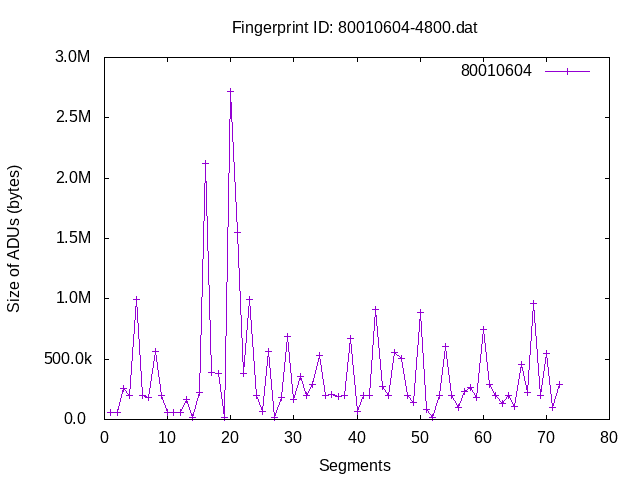 Fingerprint ID: 80010604-4800.dat
80010604
3.0M
2.5M
2.0M
1.5M
1.0M
500.0k
0.0
Size of ADUs (bytes)
0 10 20 30 40 50 60 70 80
Segments